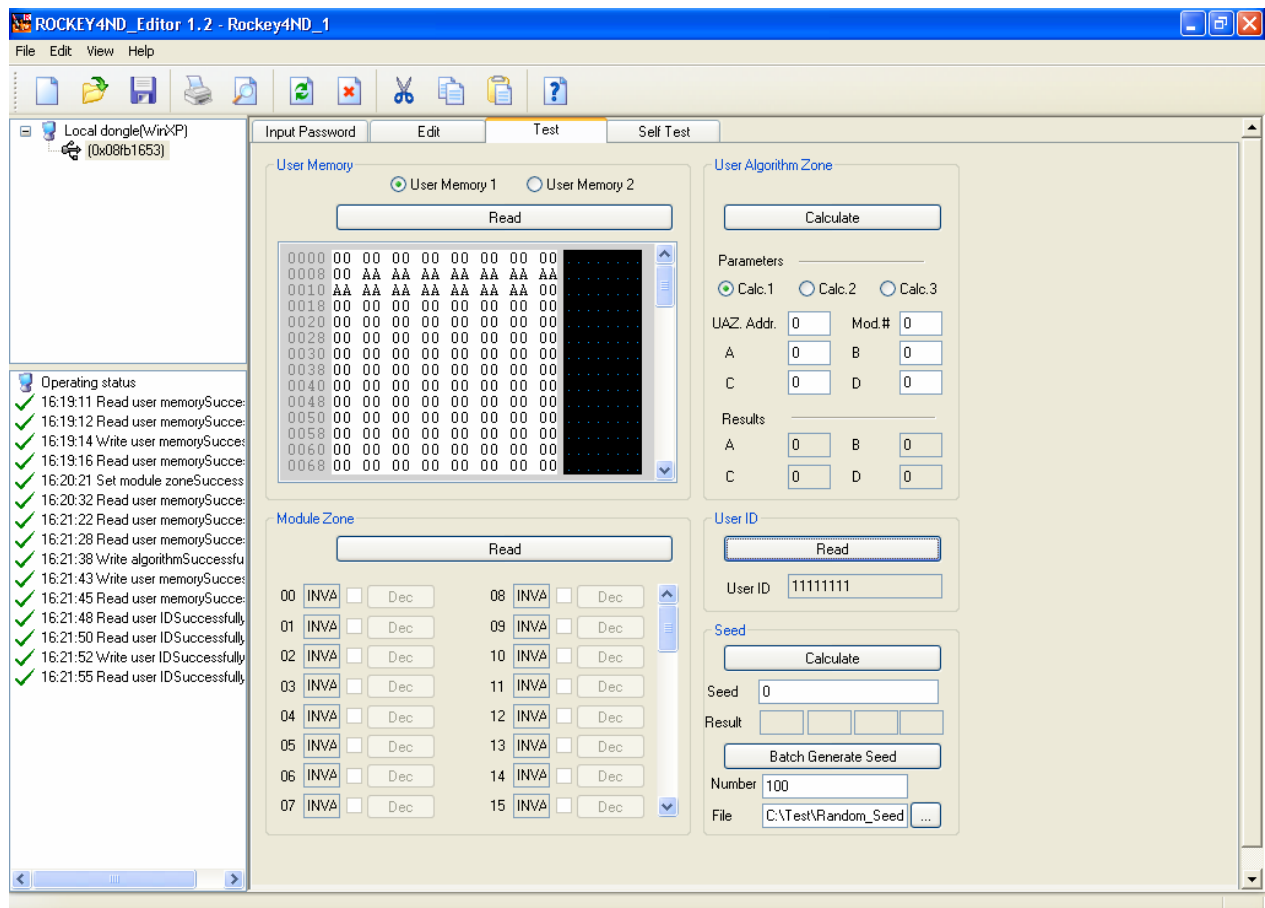 ROCKEY4ND_Editor 1.2 - Rockey4ND_1
File Edit View Help
Local dongle(WinXP)
(0x08fb1653)
Input Password Edit Test Self Test
User Memory
User Memory 1 User Memory 2
Read
0000 00 00 00 00 00 00 00 00 ........
0008 00 AA AA AA AA AA AA AA ........
0010 AA AA AA AA AA AA AA 00 ........
0018 00 00 00 00 00 00 00 00 ........
0020 00 00 00 00 00 00 00 00 ........
0028 00 00 00 00 00 00 00 00 ........
0030 00 00 00 00 00 00 00 00 ........
0038 00 00 00 00 00 00 00 00 ........
0040 00 00 00 00 00 00 00 00 ........
0048 00 00 00 00 00 00 00 00 ........
0050 00 00 00 00 00 00 00 00 ........
0058 00 00 00 00 00 00 00 00 ........
0060 00 00 00 00 00 00 00 00 ........
0068 00 00 00 00 00 00 00 00 ........
User Algorithm Zone
Calculate
Parameters
Calc.1 Calc.2 Calc.3
UAZ. Addr. 0 Mod.# 0
A 0 B 0
C 0 D 0
Results
A 0 B 0
C 0 D 0
Operating status
16:19:11 Read user memorySucce
16:19:12 Read user memorySucce
16:19:14 Write user memorySucces
16:19:16 Read user memorySucce
16:20:21 Set module zoneSuccess
16:20:32 Read user memorySucce
16:21:22 Read user memorySucce
16:21:28 Read user memorySucce
16:21:38 Write algorithmSuccessfu
16:21:43 Write user memorySucces
16:21:45 Read user memorySucce
16:21:48 Read user IDSuccessfully
16:21:50 Read user IDSuccessfully
16:21:52 Write user IDSuccessfully
16:21:55 Read user IDSuccessfully
Module Zone
Read
00 INVA Dec 08 INVA Dec
01 INVA Dec 09 INVA Dec
02 INVA Dec 10 INVA Dec
03 INVA Dec 11 INVA Dec
04 INVA Dec 12 INVA Dec
05 INVA Dec 13 INVA Dec
06 INVA Dec 14 INVA Dec
07 INVA Dec 15 INVA Dec
User ID
Read
User ID 11111111
Seed
Calculate
Seed 0
Result
Batch Generate Seed
Number 100
File C:\Test\Random_Seed ...